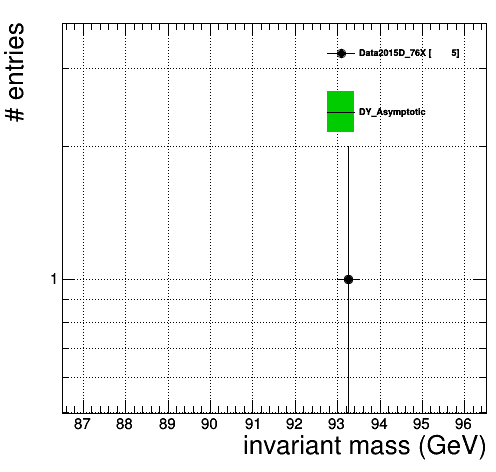 # entries
Data2015D_76X [ 5]
DY_Asymptotic
1
87 88 89 90 91 92 93 94 95 96
invariant mass (GeV)